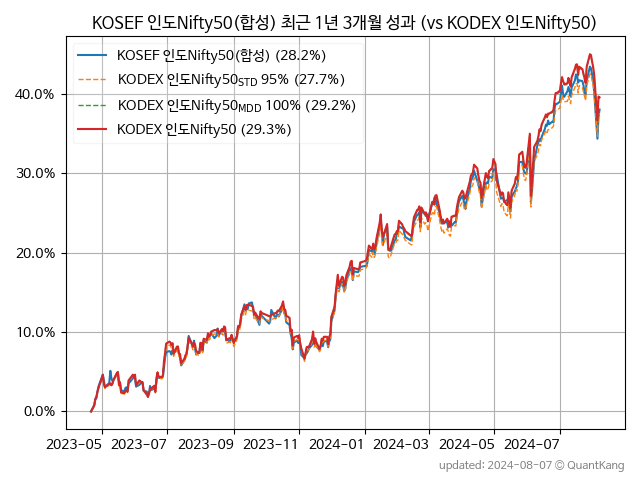 KOSEF 인도Nifty50(합성) 최근 1년 3개월 성과 (vs KODEX 인도Nifty50)
KOSEF 인도Nifty50(합성) (28.2%)
KODEX 인도Nifty50STD 95% (27.7%)
KODEX 인도Nifty50MDD 100% (29.2%)
KODEX 인도Nifty50 (29.3%)
40.0%
30.0%
20.0%
10.0%
0.0%
2023-05 2023-07 2023-09 2023-11 2024-01 2024-03 2024-05 2024-07
updated: 2024-08-07 © QuantKang